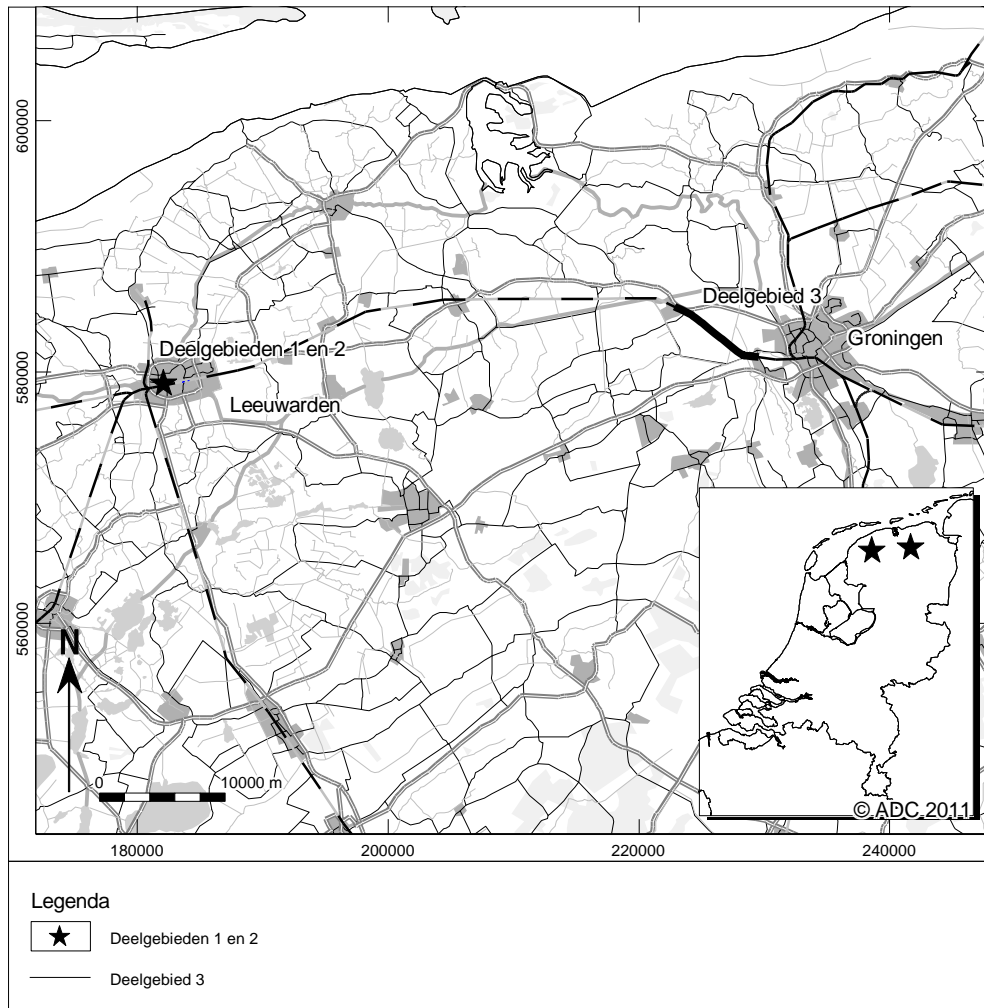 600000
Deelgebied 3
Groningen
Deelgebieden 1 en 2
580000
Leeuwarden
560000
N
0 10000 m
© ADC 2011
180000 200000 220000 240000
Legenda
Deelgebieden 1 en 2
Deelgebied 3